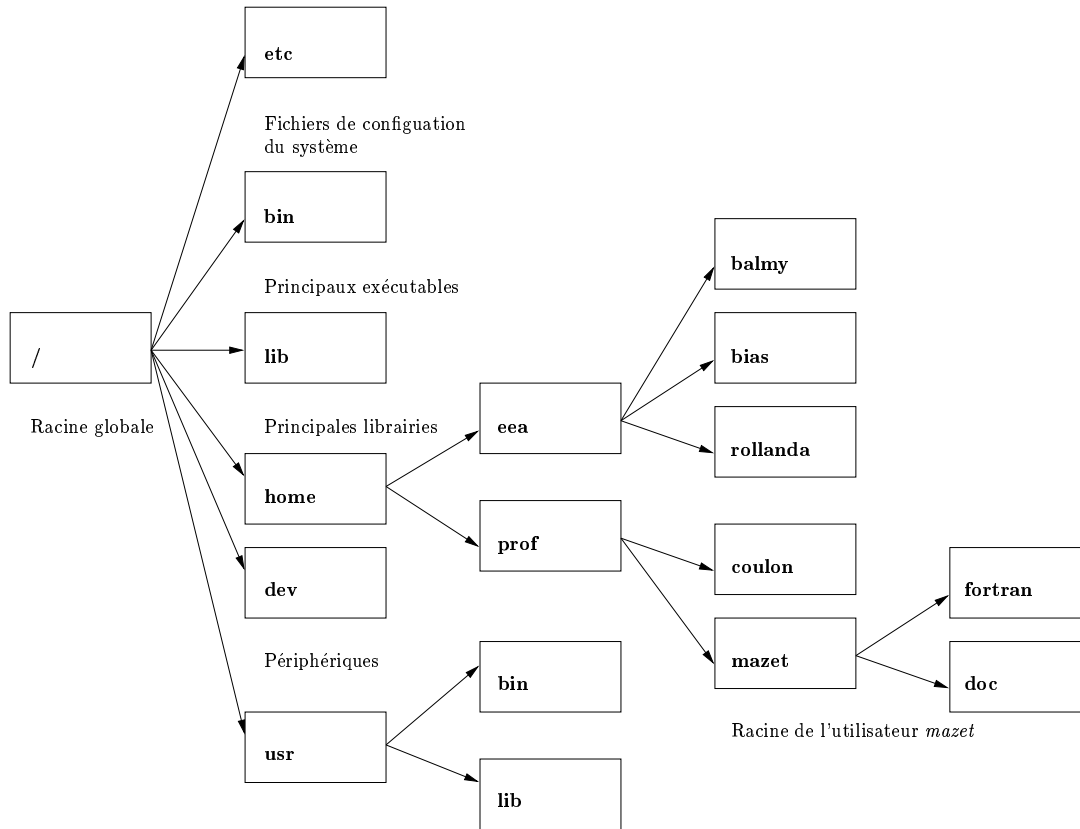 etc
Fichiers de configuation
du système
bin
Principaux exécutables
balmy
/
lib
bias
Racine globale
Principales librairies
eea
rollanda
home
prof
coulon
dev
fortran
Périphériques
bin
mazet
doc
Racine de l'utilisateur mazet
usr
lib